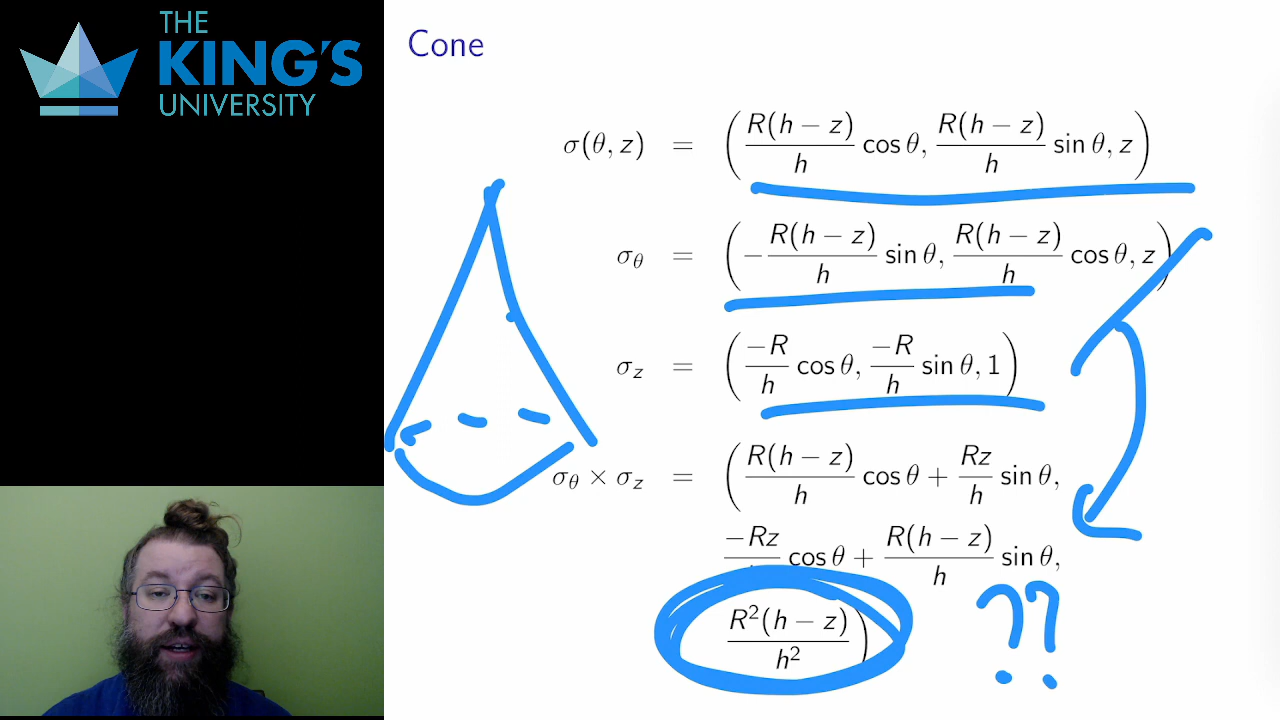 THE
KING'S
UNIVERSITY
Cone
σ(θ, z) = ( R(h − z)/h cos θ, R(h − z)/h sin θ, z )
σ_θ = ( − R(h − z)/h sin θ, R(h − z)/h cos θ, z )
σ_z = ( −R/h cos θ, −R/h sin θ, 1 )
σ_θ × σ_z = ( R(h − z)/h cos θ + Rz/h sin θ,
−Rz cos θ + R(h − z)/h sin θ,
R²(h − z)/h² )
??